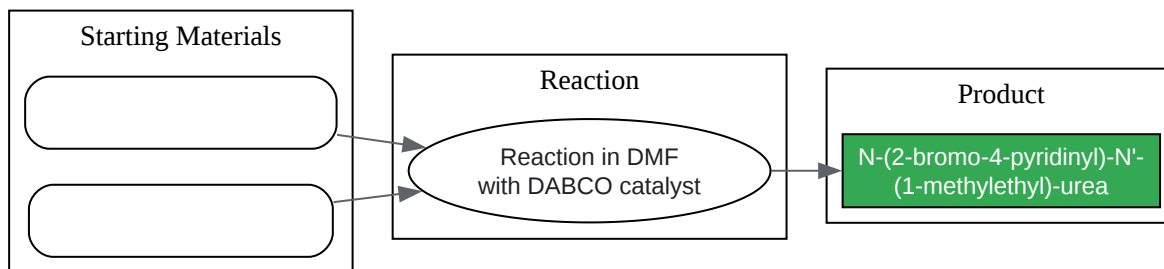 Starting Materials
Reaction
Reaction in DMF
with DABCO catalyst
Product
N-(2-bromo-4-pyridinyl)-N'-
(1-methylethyl)-urea